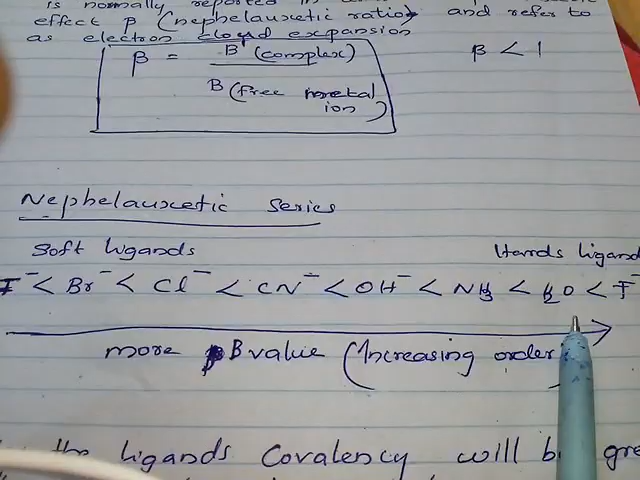 is normally reported in
effect β (nephelauxetic ratio) and refer to
as electron cloud expansion
β = B (complex) / B (free metal ion) β < 1
Nephelauxetic Series
Soft ligands Hards ligand
I⁻ < Br⁻ < Cl⁻ < CN⁻ < OH⁻ < NH₃ < H₂O < F⁻
more B value (Increasing order)
the ligands Covalency will b gre